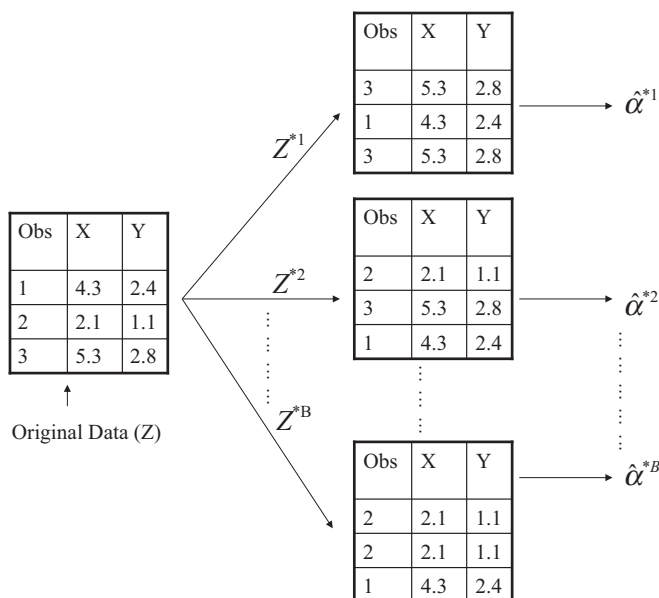 Obs X Y
3 5.3 2.8
1 4.3 2.4
3 5.3 2.8
α̂*1
Z*1
Obs X Y
1 4.3 2.4
2 2.1 1.1
3 5.3 2.8
Original Data (Z)
Z*2
Obs X Y
2 2.1 1.1
3 5.3 2.8
1 4.3 2.4
α̂*2
Z*B
Obs X Y
2 2.1 1.1
2 2.1 1.1
1 4.3 2.4
α̂*B